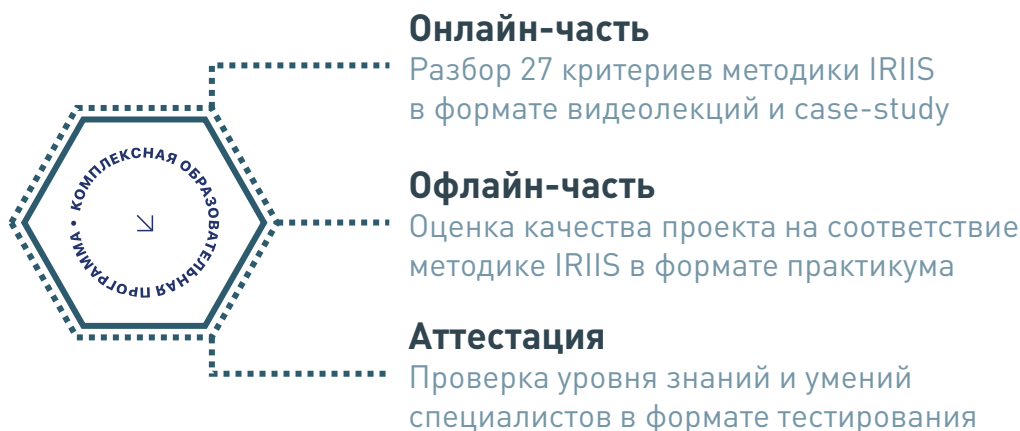 Онлайн-часть
Разбор 27 критериев методики IRIIS
в формате видеолекций и case-study
КОМПЛЕКСНАЯ ОБРАЗОВАТЕЛЬНАЯ ПРОГРАММА •
Офлайн-часть
Оценка качества проекта на соответствие
методике IRIIS в формате практикума
Аттестация
Проверка уровня знаний и умений
специалистов в формате тестирования